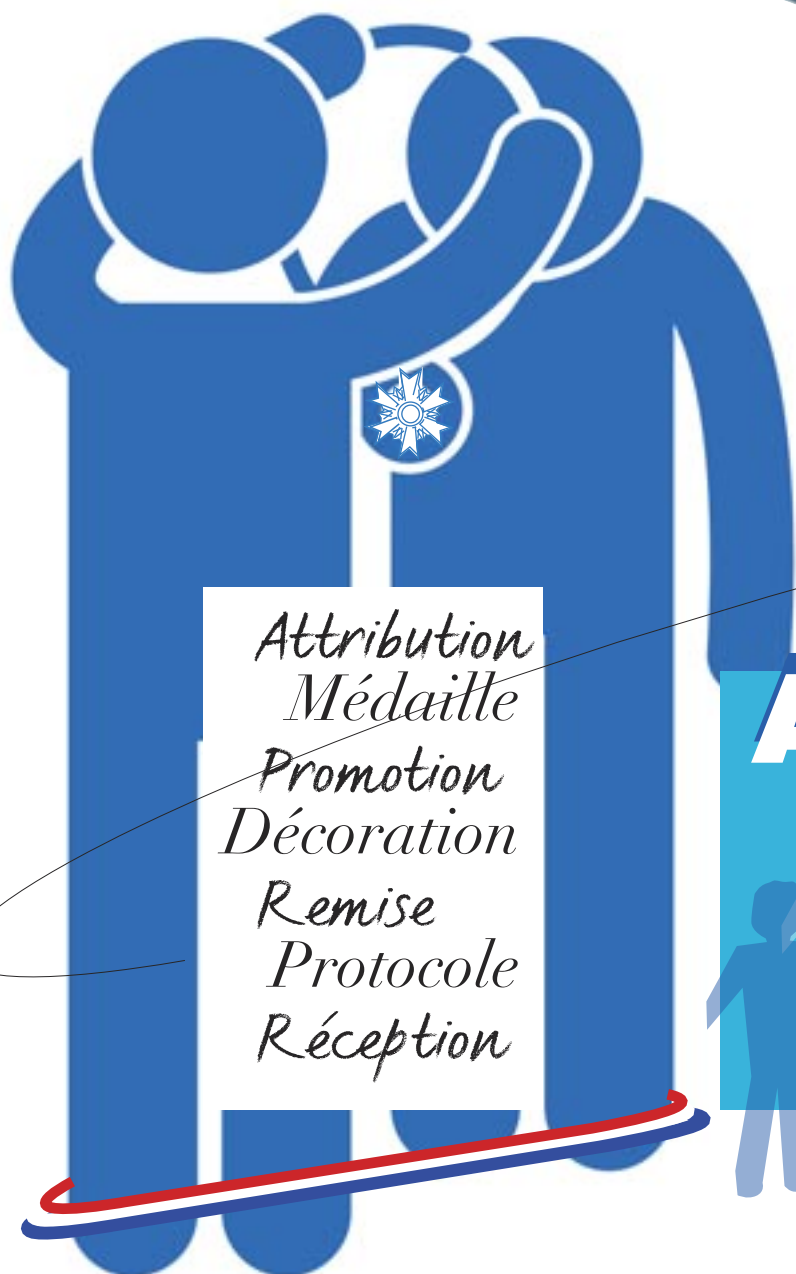 Attribution
Médaille
Promotion
Décoration
Remise
Protocole
Réception